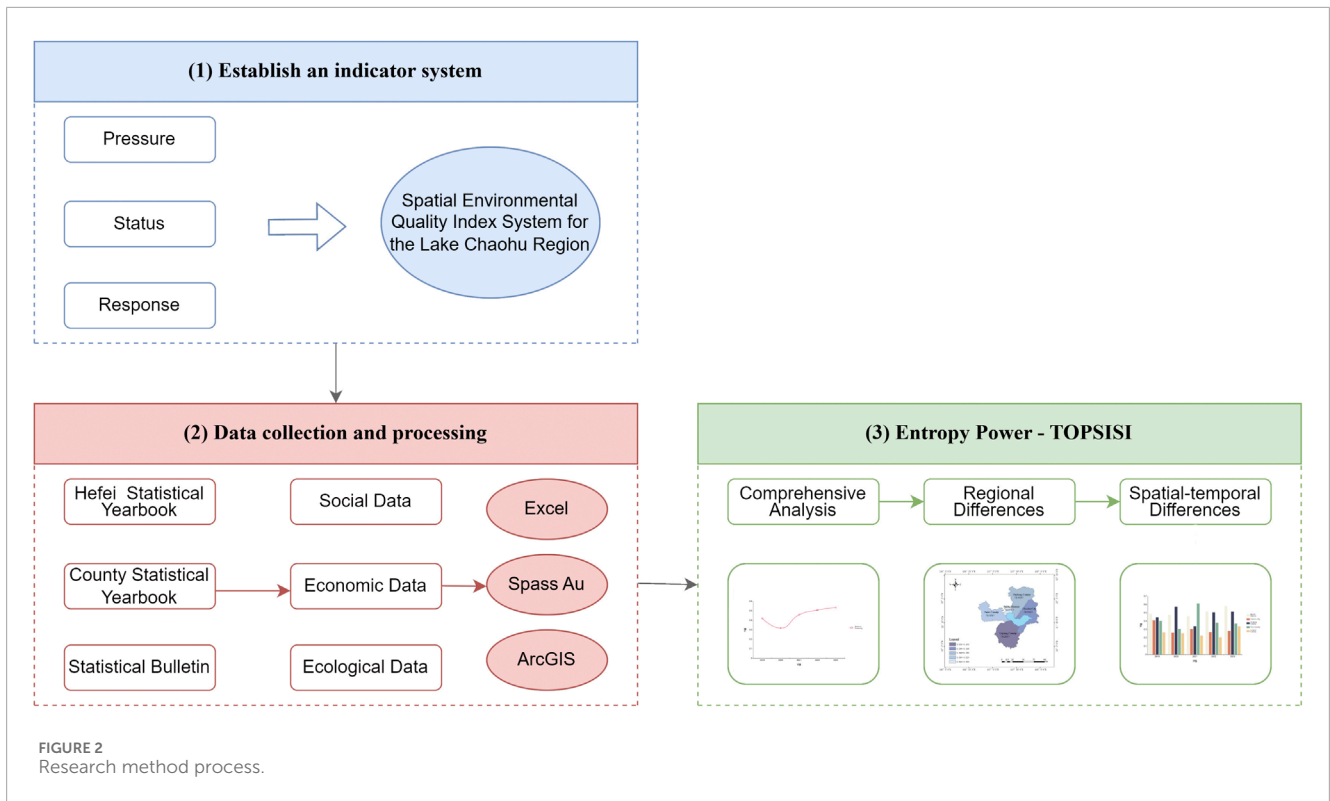 (1) Establish an indicator system
Pressure
Status
Response
Spatial Environmental
Quality Index System for
the Lake Chaohu Region
(2) Data collection and processing
Hefei Statistical
Yearbook
County Statistical
Yearbook
Statistical Bulletin
Social Data
Economic Data
Ecological Data
Excel
Spass Au
ArcGIS
(3) Entropy Power - TOPSISI
Comprehensive
Analysis
Regional
Differences
Spatial-temporal
Differences
FIGURE 2
Research method process.